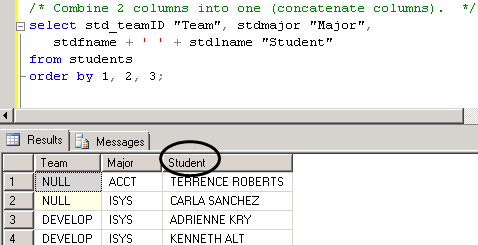 /* Combine 2 columns into one (concatenate columns).  */
select std_teamID "Team", stdmajor "Major",
stdfname + ' ' + stdlname "Student"
from students
order by 1, 2, 3;
Results Messages
Team Major Student
1 NULL ACCT TERRENCE ROBERTS
2 NULL ISYS CARLA SANCHEZ
3 DEVELOP ISYS ADRIENNE KRY
4 DEVELOP ISYS KENNETH ALT